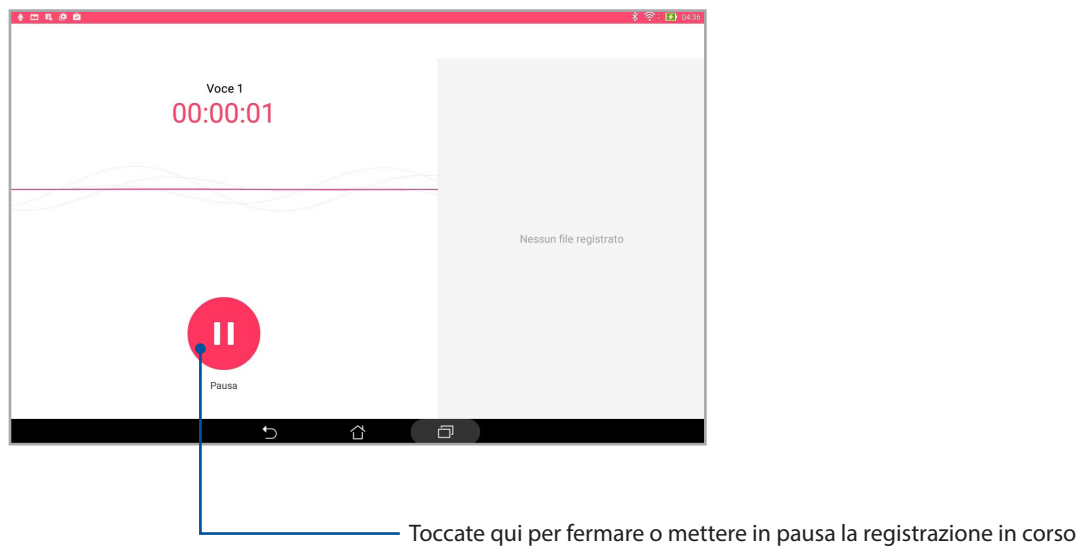 04:36
Voce 1
00:00:01
Nessun file registrato
Pausa
Toccate qui per fermare o mettere in pausa la registrazione in corso